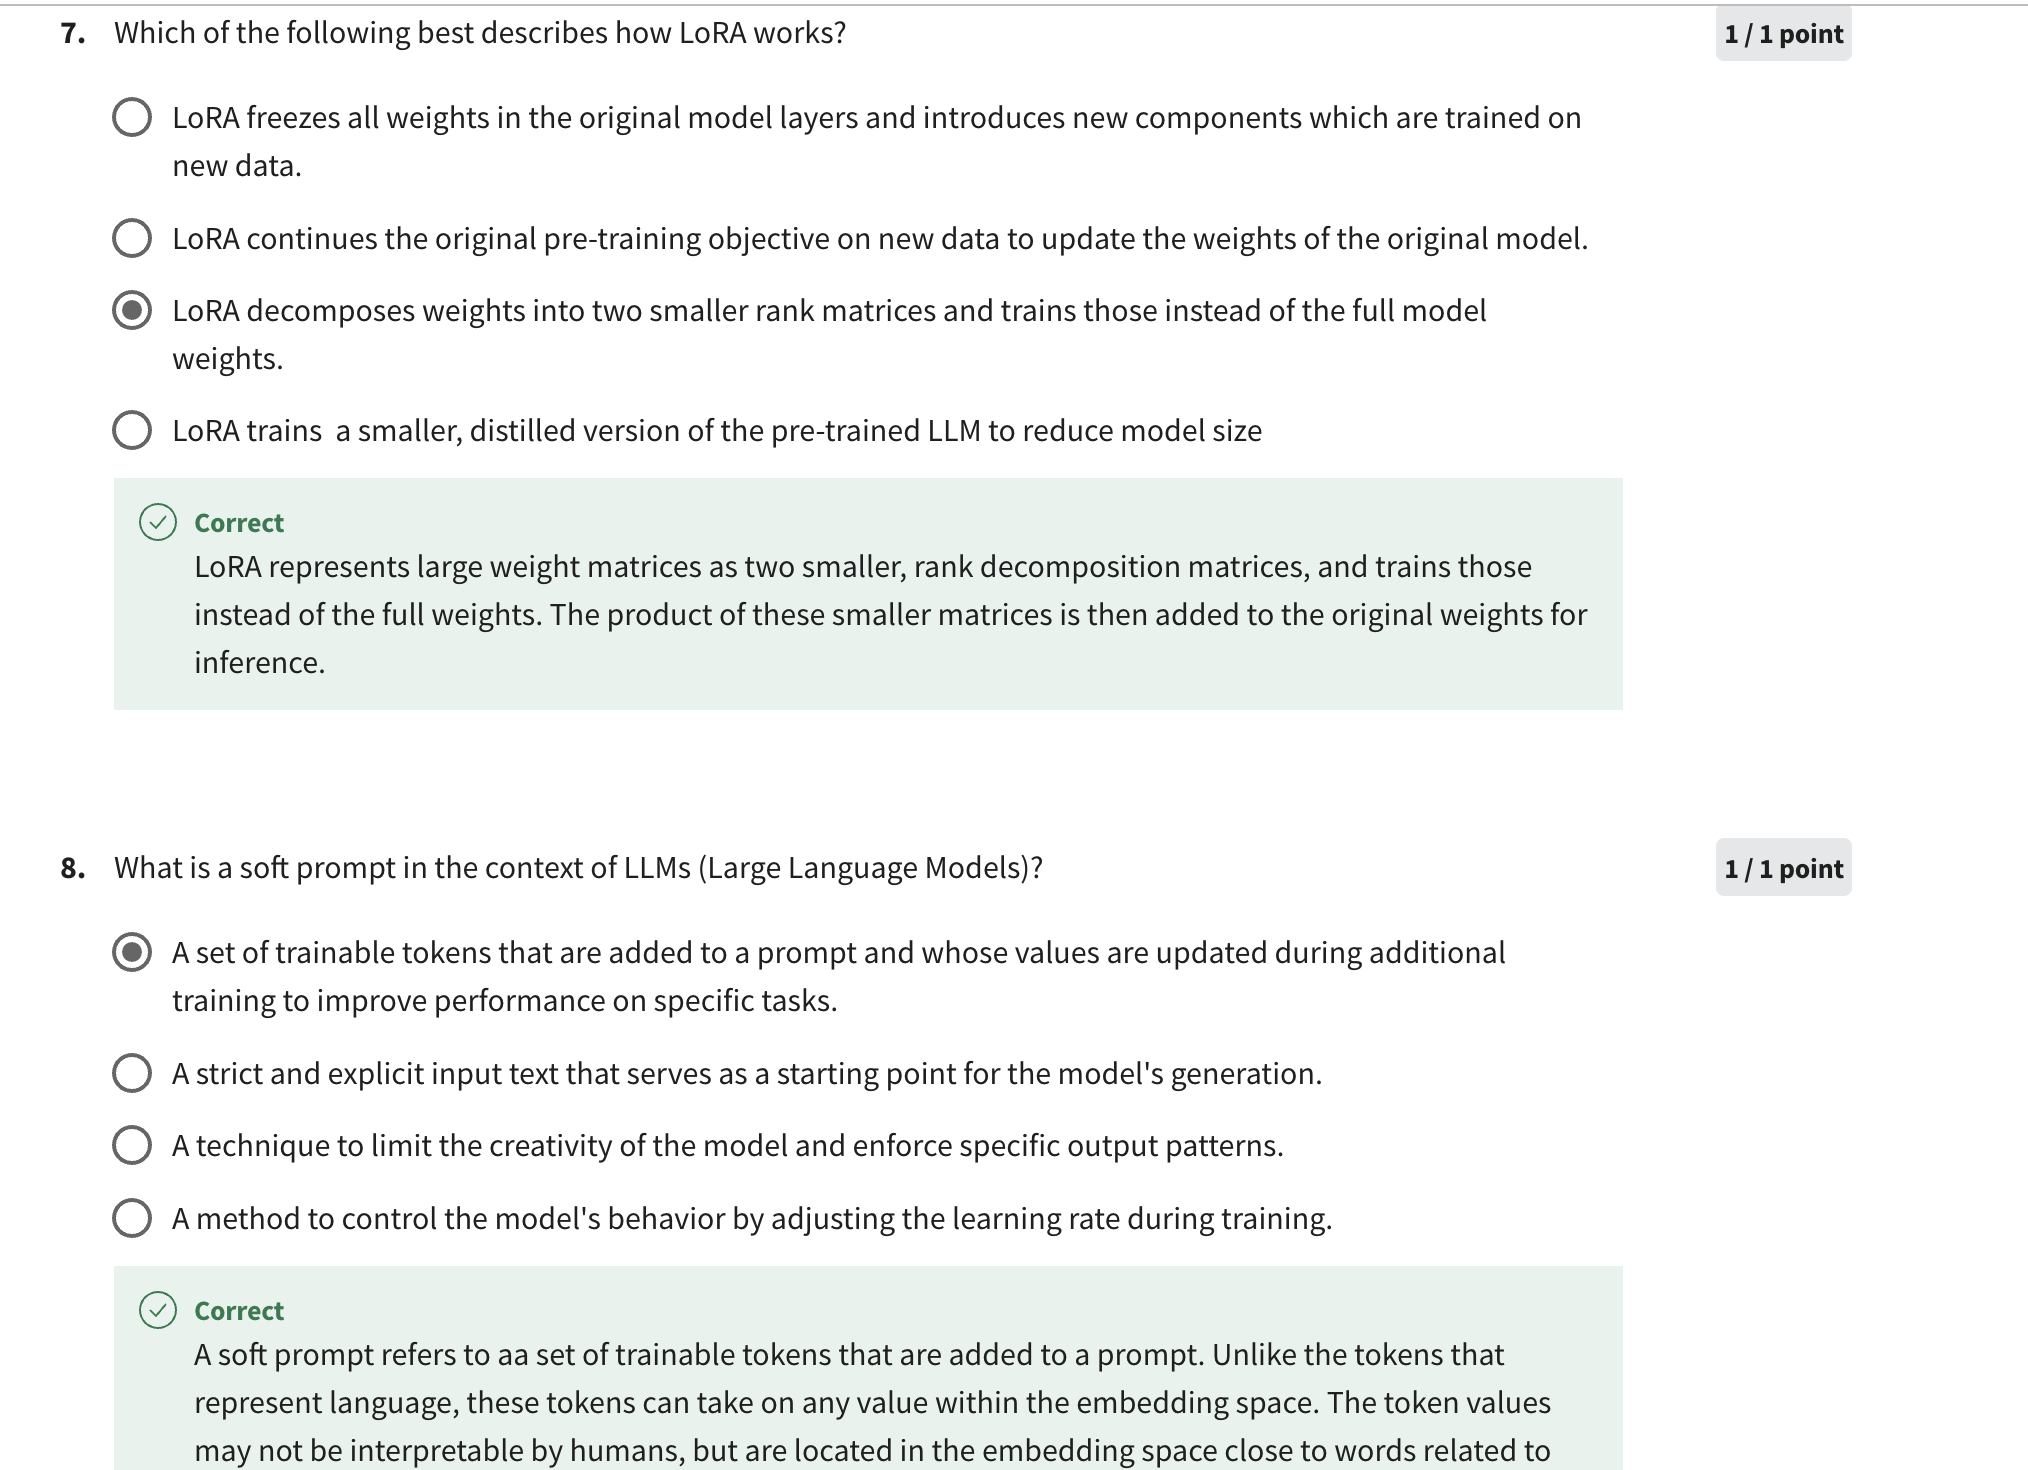 7. Which of the following best describes how LoRA works?
1 / 1 point
LoRA freezes all weights in the original model layers and introduces new components which are trained on
new data.
LoRA continues the original pre-training objective on new data to update the weights of the original model.
LoRA decomposes weights into two smaller rank matrices and trains those instead of the full model
weights.
LoRA trains  a smaller, distilled version of the pre-trained LLM to reduce model size
Correct
LoRA represents large weight matrices as two smaller, rank decomposition matrices, and trains those
instead of the full weights. The product of these smaller matrices is then added to the original weights for
inference.
8. What is a soft prompt in the context of LLMs (Large Language Models)?
1 / 1 point
A set of trainable tokens that are added to a prompt and whose values are updated during additional
training to improve performance on specific tasks.
A strict and explicit input text that serves as a starting point for the model's generation.
A technique to limit the creativity of the model and enforce specific output patterns.
A method to control the model's behavior by adjusting the learning rate during training.
Correct
A soft prompt refers to aa set of trainable tokens that are added to a prompt. Unlike the tokens that
represent language, these tokens can take on any value within the embedding space. The token values
may not be interpretable by humans, but are located in the embedding space close to words related to